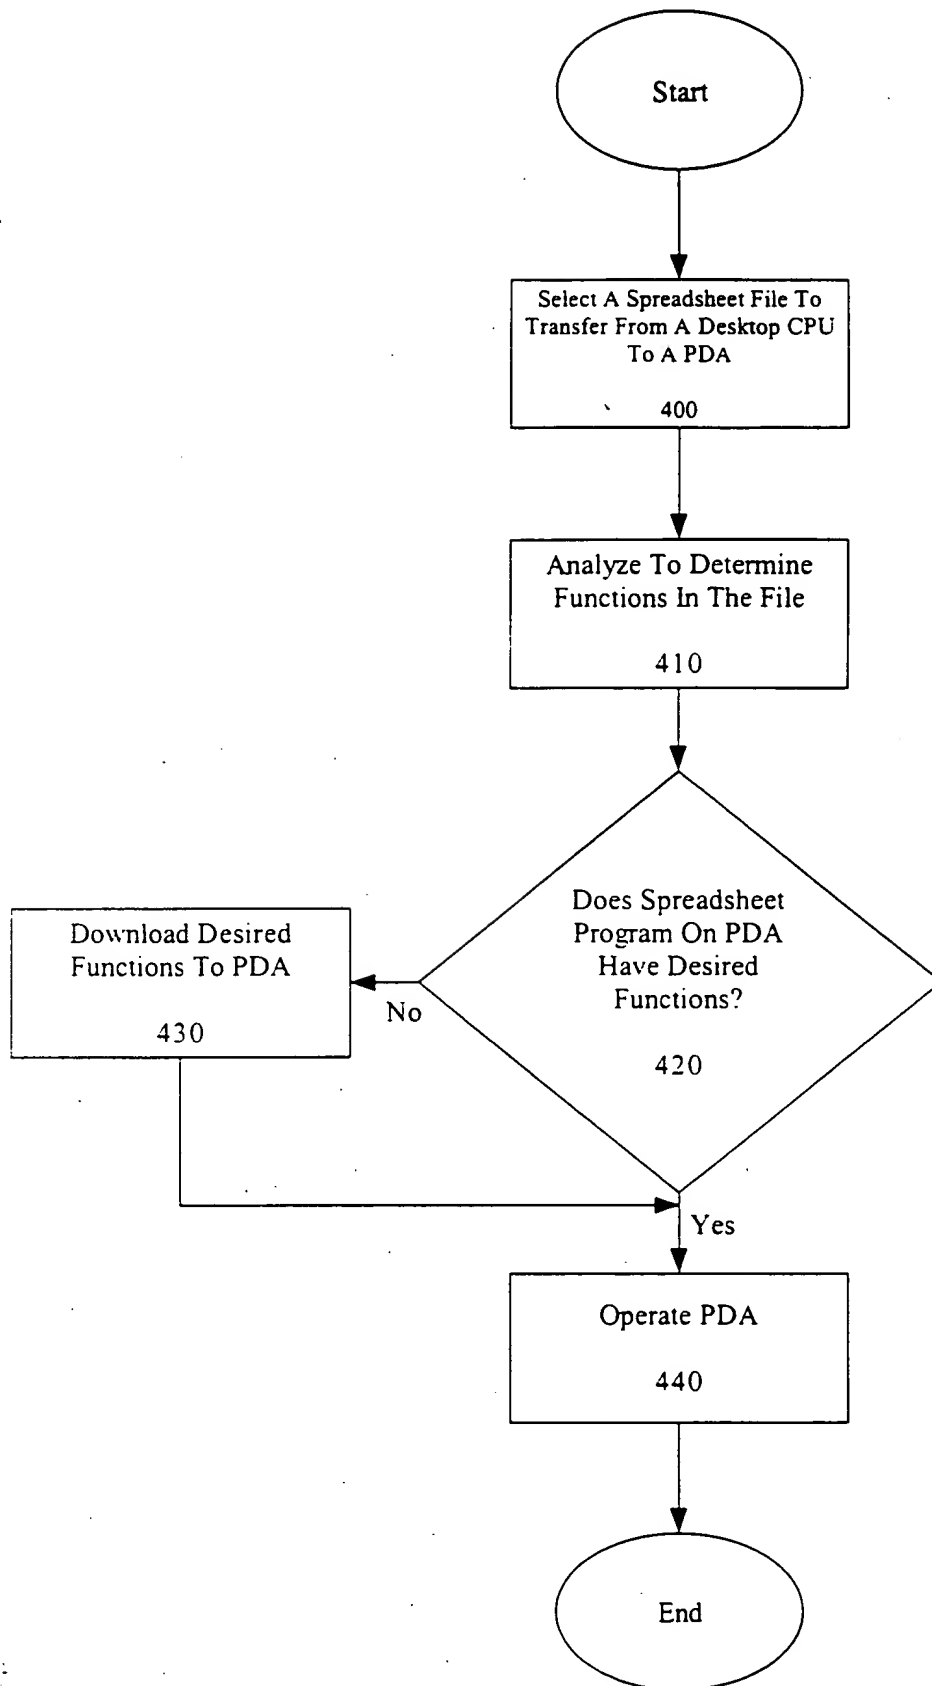 Start
Select A Spreadsheet File To
Transfer From A Desktop CPU
To A PDA
400
Analyze To Determine
Functions In The File
410
Does Spreadsheet
Program On PDA
Have Desired
Functions?
420
No
Download Desired
Functions To PDA
430
Yes
Operate PDA
440
End